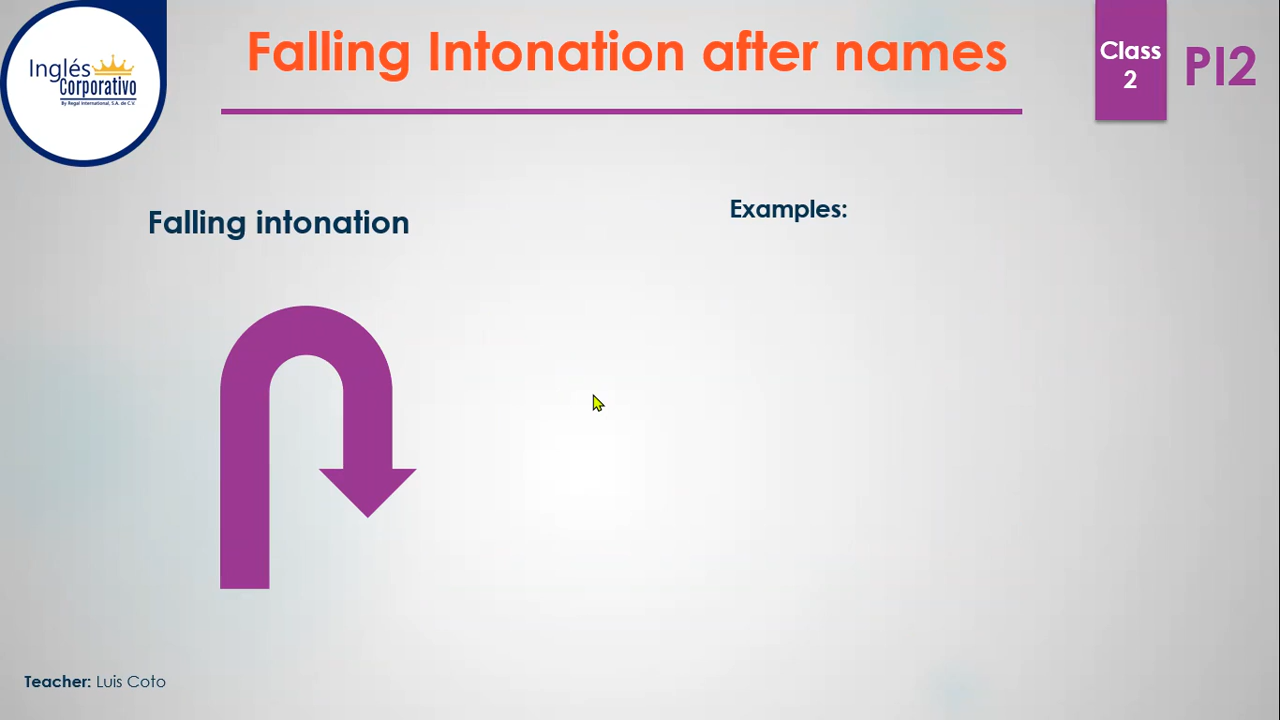 Inglés
Corporativo
By Regal International, S.A. de C.V.
Falling Intonation after names
Class
2
PI2
Falling intonation
Examples:
Teacher: Luis Coto